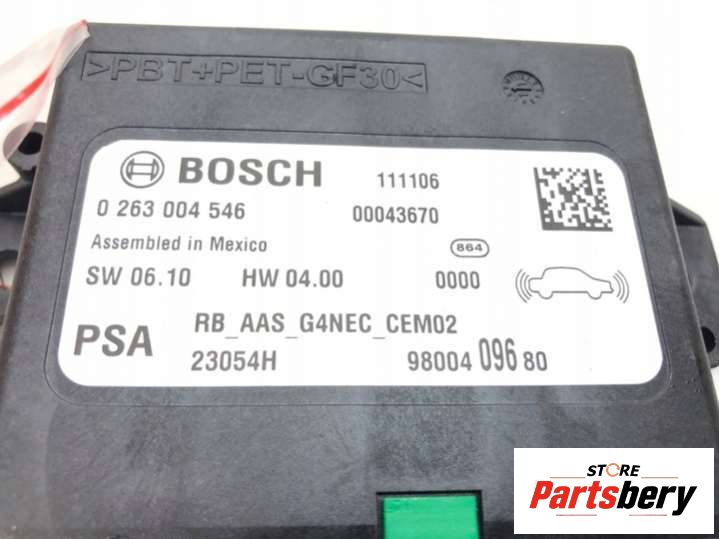 >PBT+PET-GF30<
BOSCH 111106
0 263 004 546 00043670
Assembled in Mexico 864
SW 06.10 HW 04.00 0000
RB_AAS_G4NEC_CEM02
PSA
23054H 98004 096 80
STORE
Partsbery